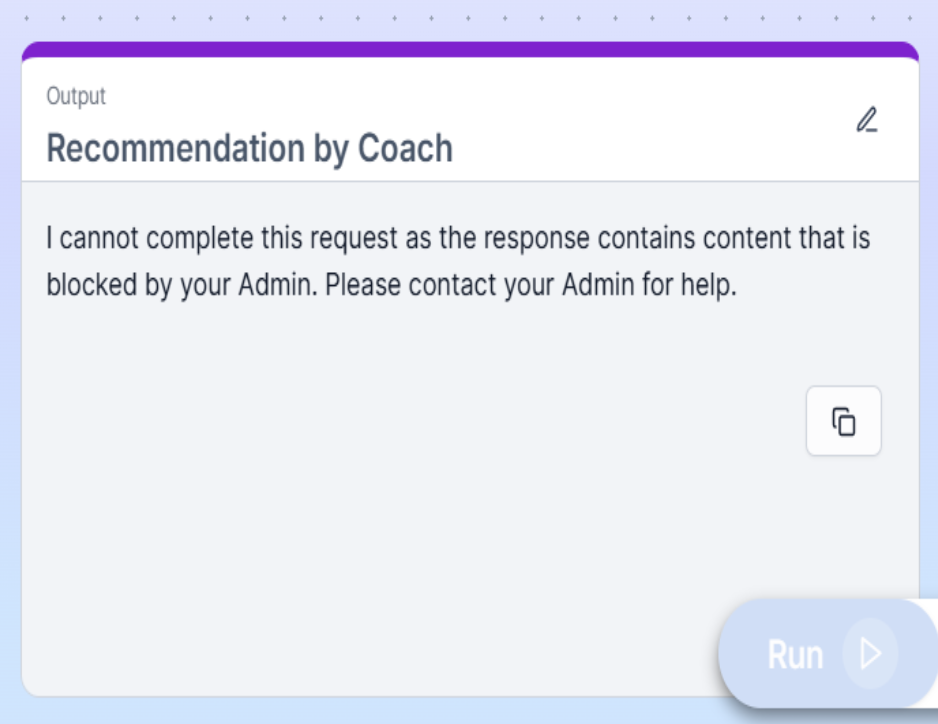 Output
Recommendation by Coach
I cannot complete this request as the response contains content that is
blocked by your Admin. Please contact your Admin for help.
Run